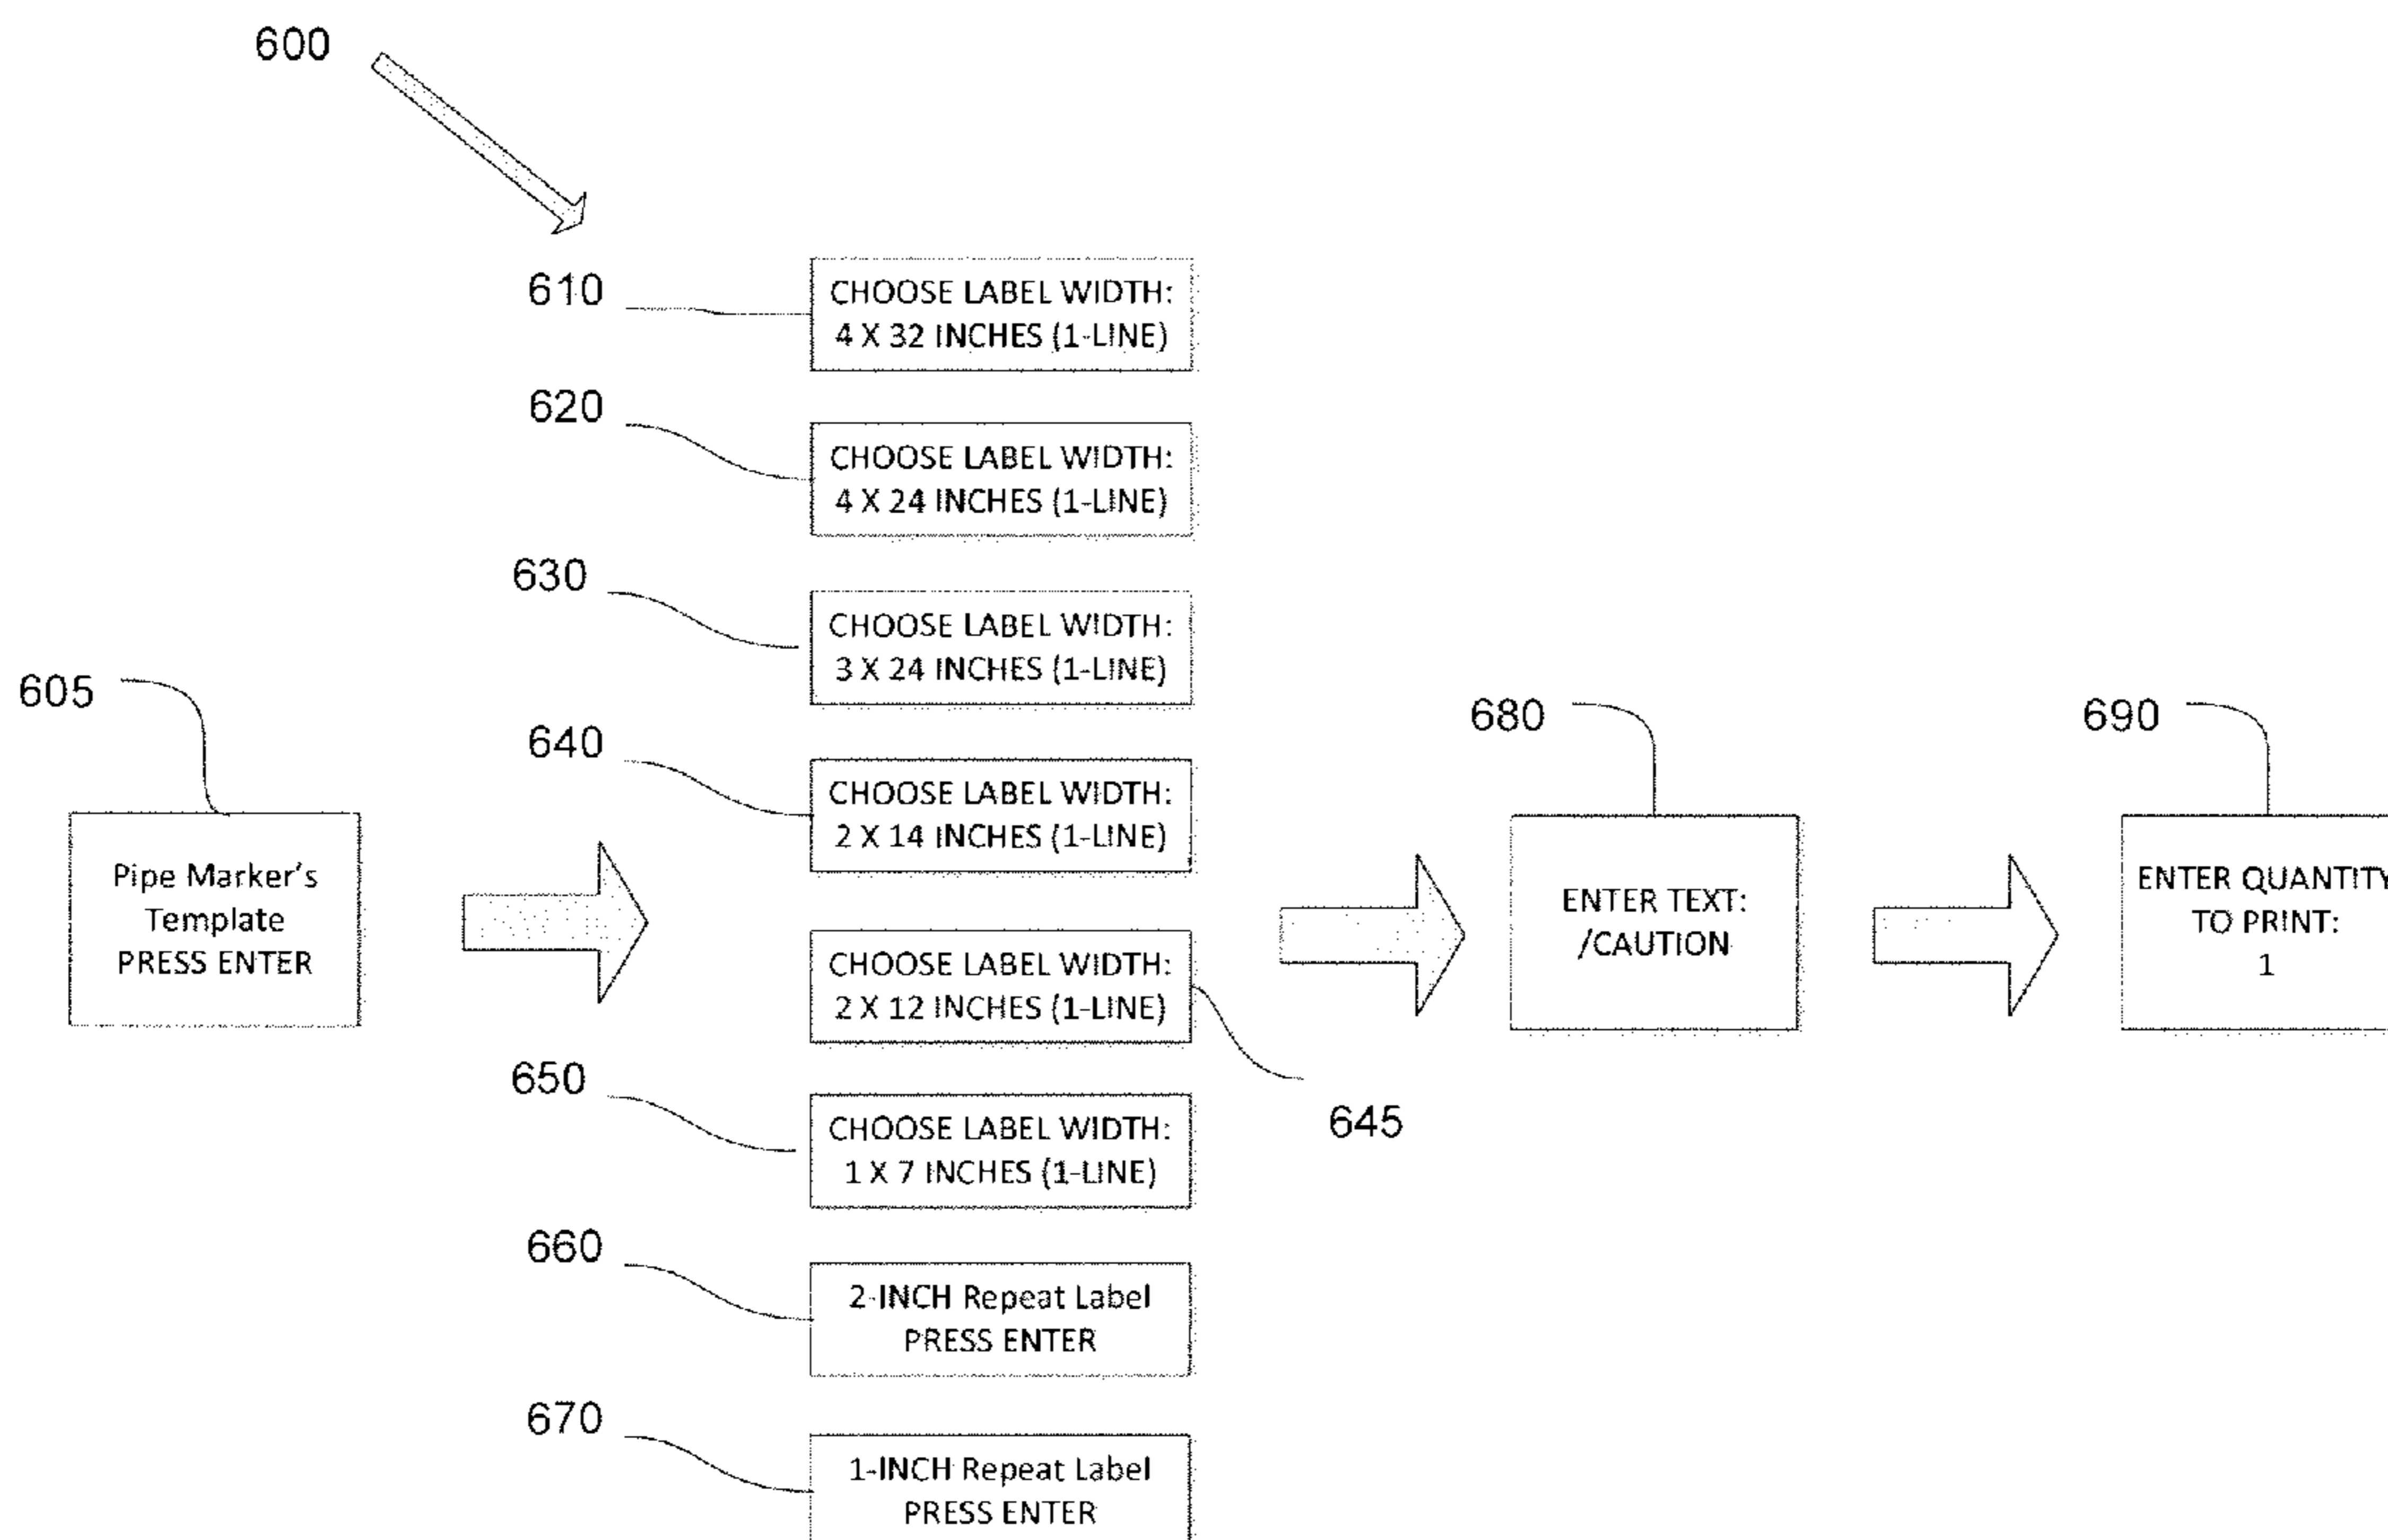 600
610
CHOOSE LABEL WIDTH:
4 X 32 INCHES (1-LINE)
620
CHOOSE LABEL WIDTH:
4 X 24 INCHES (1-LINE)
630
CHOOSE LABEL WIDTH:
3 X 24 INCHES (1-LINE)
605
Pipe Marker's
Template
PRESS ENTER
640
CHOOSE LABEL WIDTH:
2 X 14 INCHES (1-LINE)
CHOOSE LABEL WIDTH:
2 X 12 INCHES (1-LINE)
645
650
CHOOSE LABEL WIDTH:
1 X 7 INCHES (1-LINE)
660
2-INCH Repeat Label
PRESS ENTER
670
1-INCH Repeat Label
PRESS ENTER
680
ENTER TEXT:
/CAUTION
690
ENTER QUANTITY
TO PRINT:
1